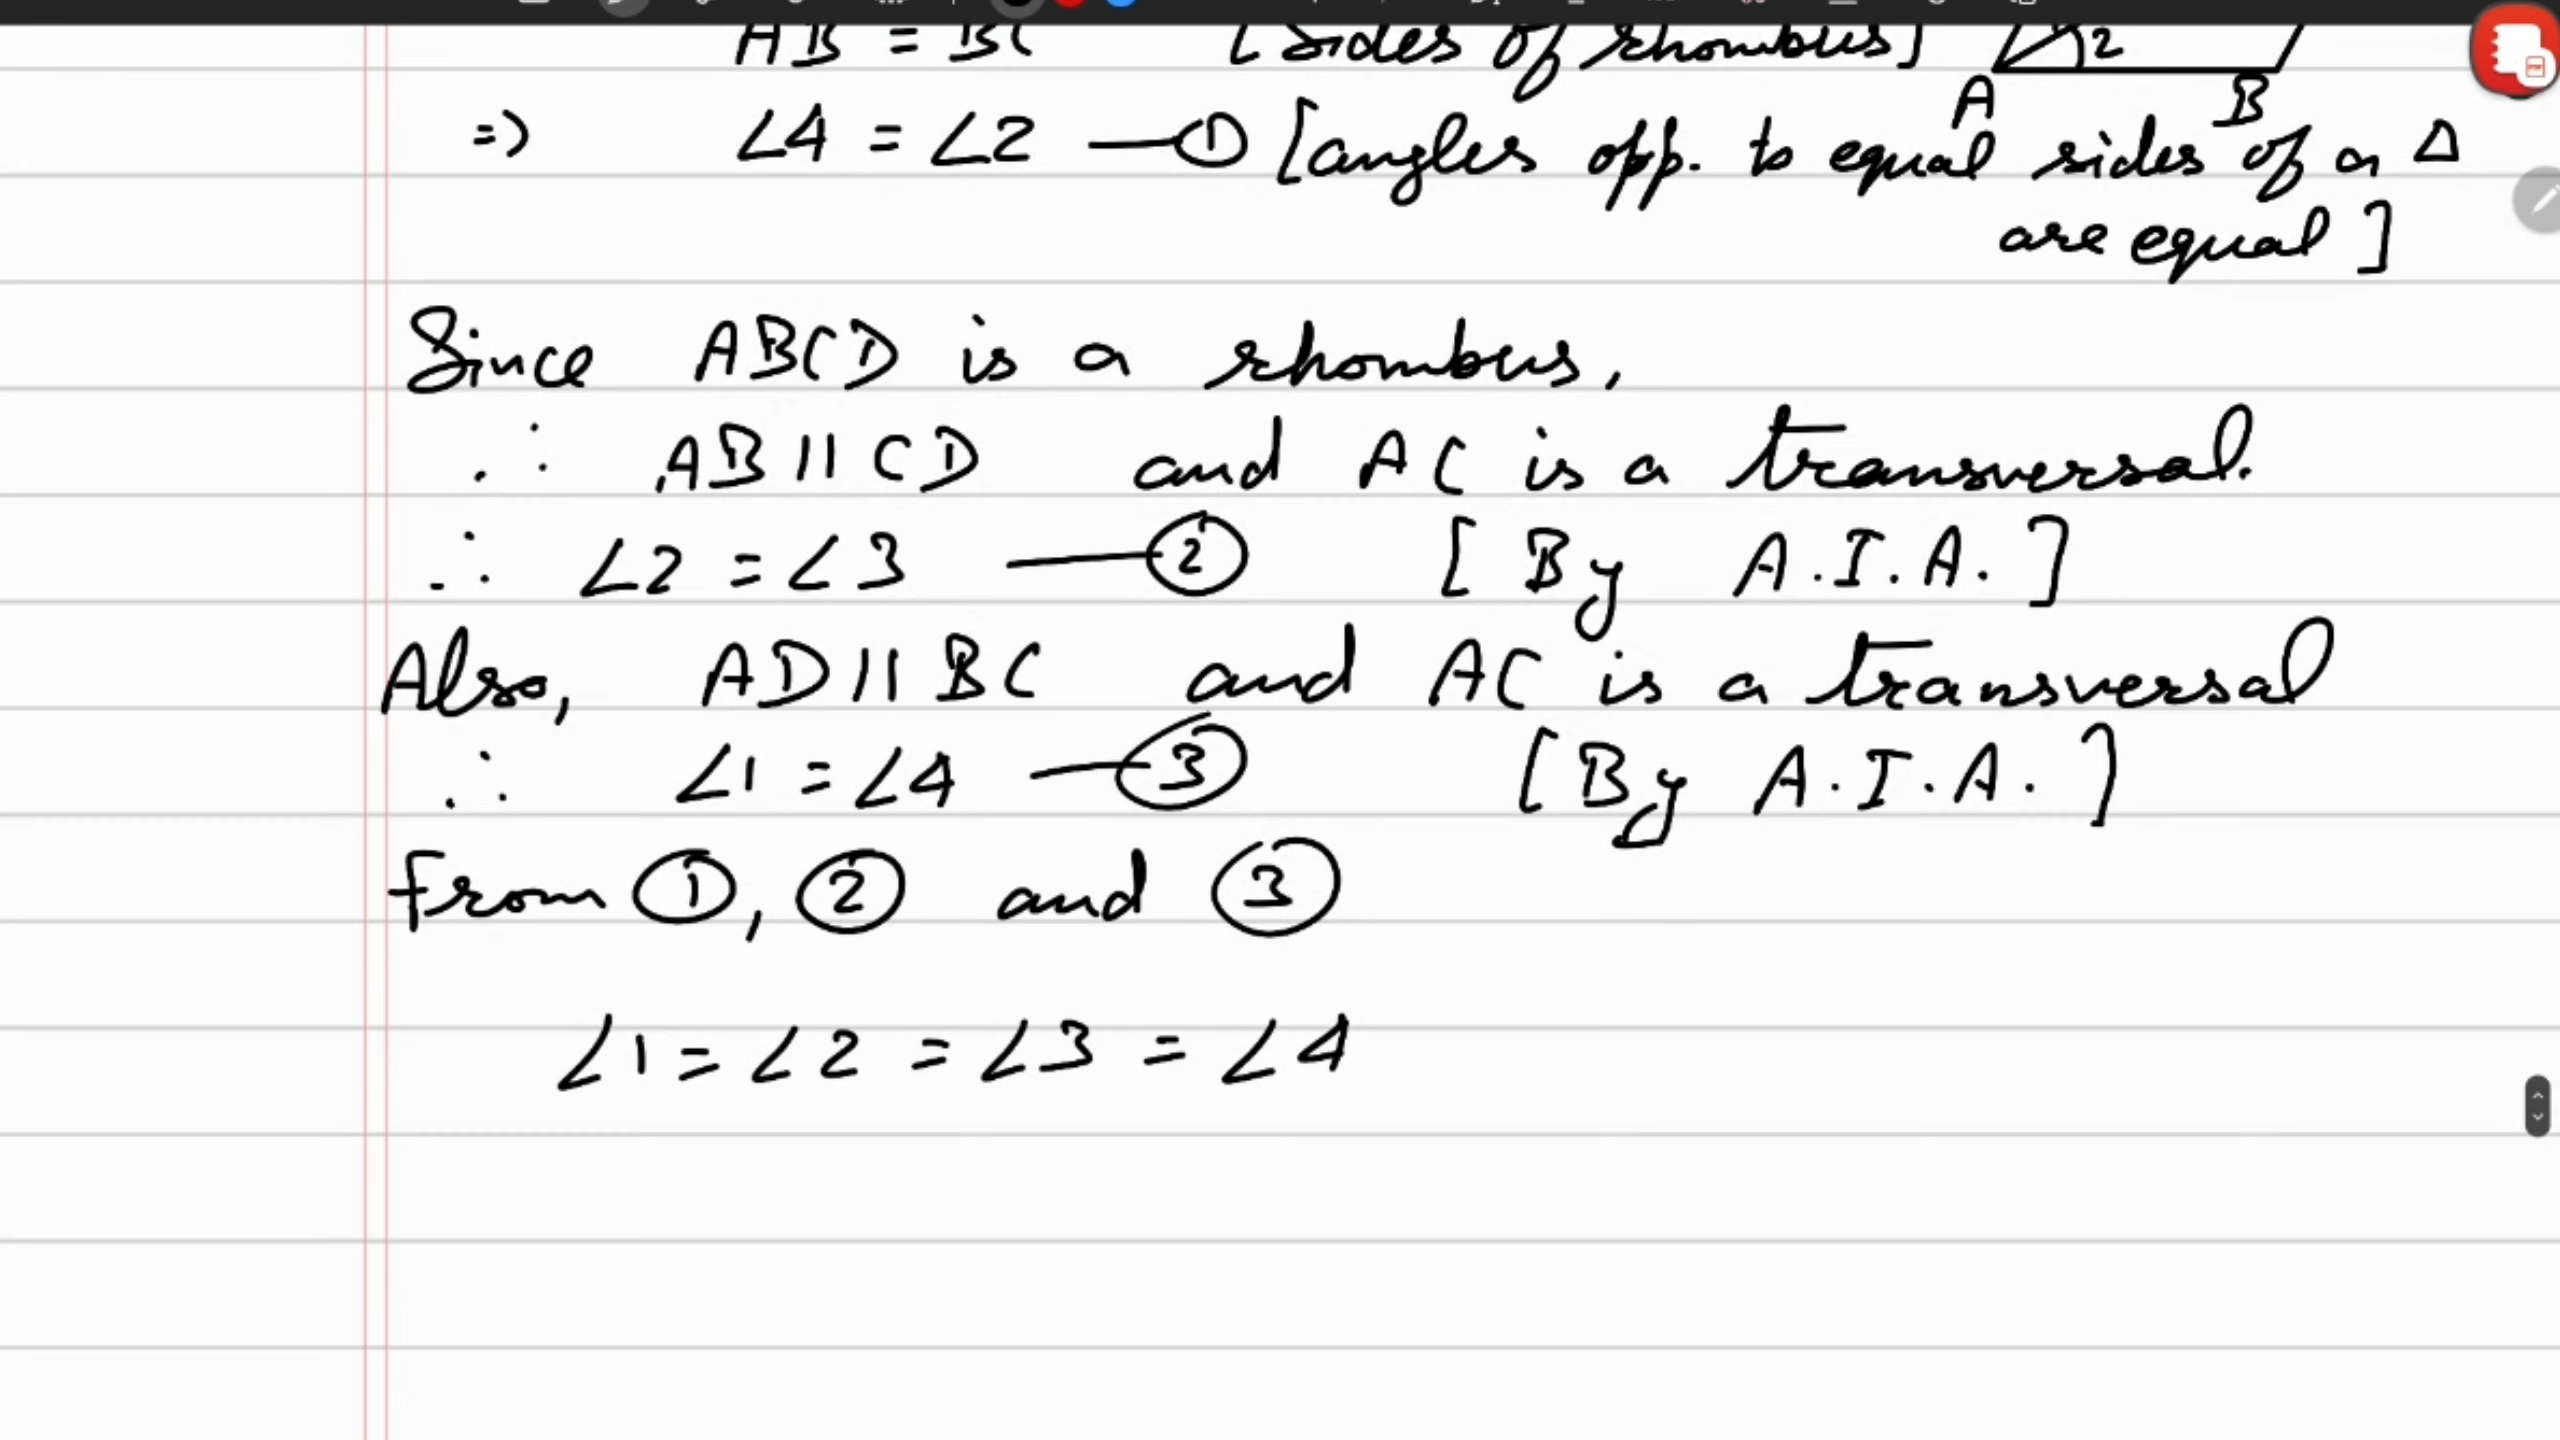 AB = BC [Sides of rhombus] 2
A B
=> ∠4 = ∠2 —① [angles opp. to equal sides of a Δ
are equal]
Since ABCD is a rhombus,
∴ AB || CD and AC is a transversal.
∴ ∠2 = ∠3 —② [By A.I.A.]
Also, AD || BC and AC is a transversal
∴ ∠1 = ∠4 —③ [By A.I.A.]
From ①, ② and ③
∠1 = ∠2 = ∠3 = ∠4